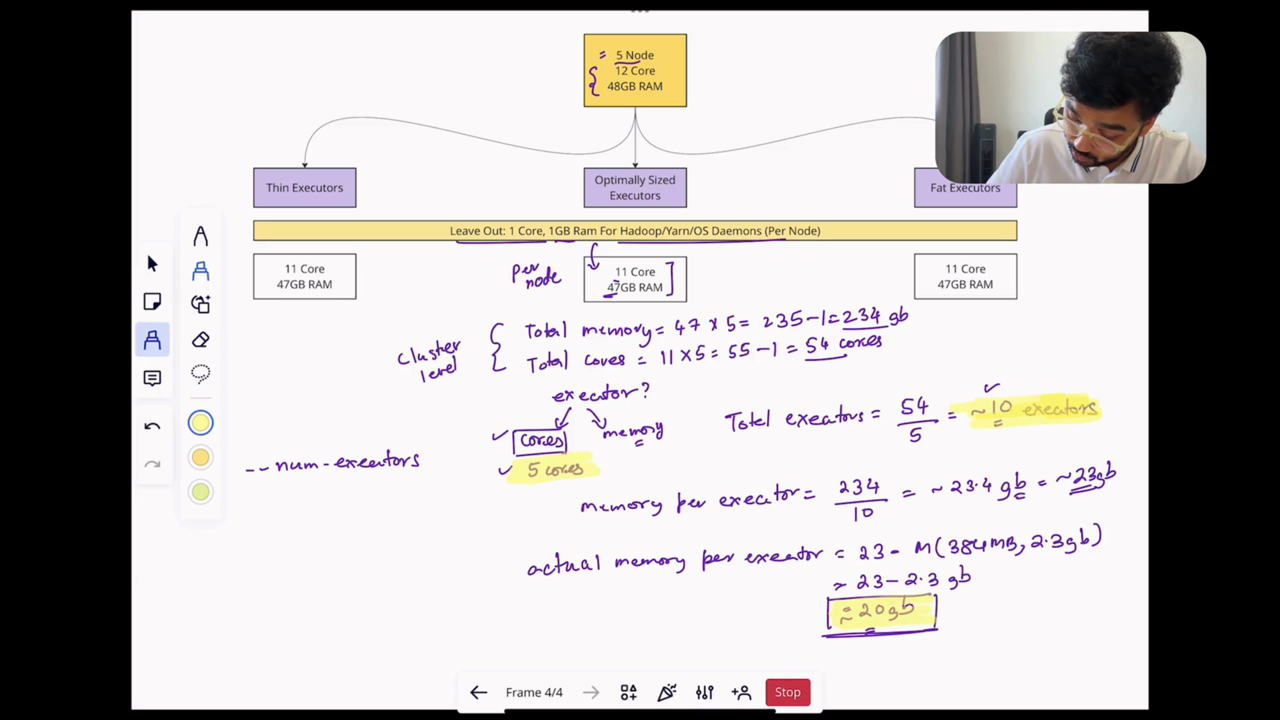 = 5 Node
12 Core
48GB RAM
Thin Executors
Optimally Sized
Executors
Fat Executors
Leave Out: 1 Core, 1GB Ram For Hadoop/Yarn/OS Daemons (Per Node)
11 Core
47GB RAM
Per
node
11 Core
47GB RAM
11 Core
47GB RAM
Cluster
level
Total memory = 47 x 5 = 235-1 = 234 gb
Total cores = 11 x 5 = 55 - 1 = 54 cores
executor?
✓ cores
memory
=
✓ 5 cores
Total executors = 54/5 = ~10 executors
✓
-- num-executors
memory per executor = 234/10 = ~ 23.4 gb = ~23gb
actual memory per executor = 23 - M(384MB, 2.3gb)
≈ 23 - 2.3 gb
≈ 20gb
Frame 4/4
Stop